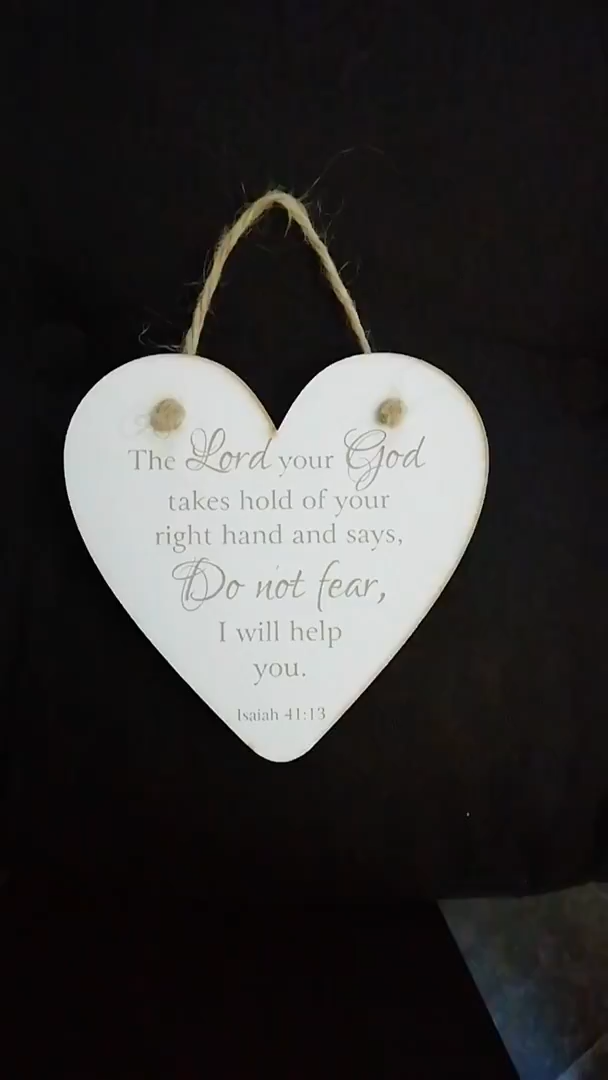 The Lord your God
takes hold of your
right hand and says,
Do not fear,
I will help
you.
Isaiah 41:13